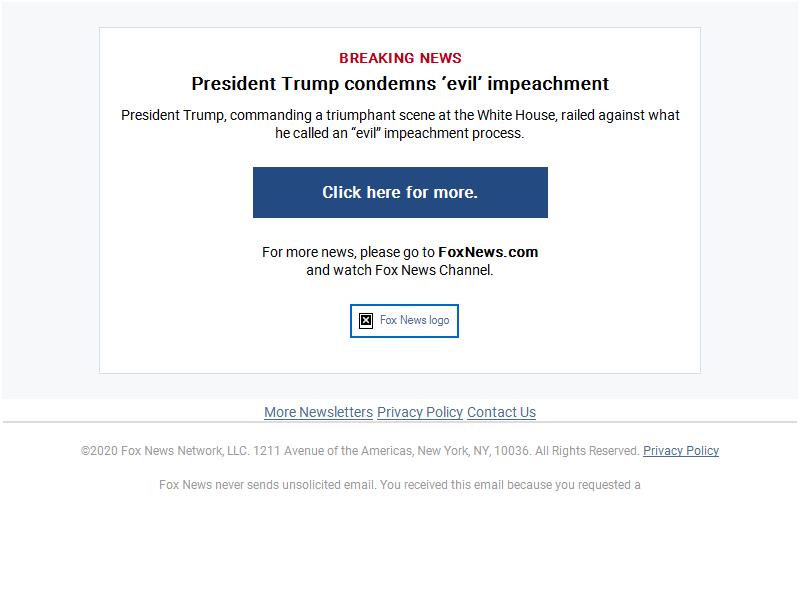 BREAKING NEWS
President Trump condemns ‘evil’ impeachment
President Trump, commanding a triumphant scene at the White House, railed against what
he called an “evil” impeachment process.
Click here for more.
For more news, please go to FoxNews.com
and watch Fox News Channel.
Fox News logo
More Newsletters Privacy Policy Contact Us
©2020 Fox News Network, LLC. 1211 Avenue of the Americas, New York, NY, 10036. All Rights Reserved. Privacy Policy
Fox News never sends unsolicited email. You received this email because you requested a